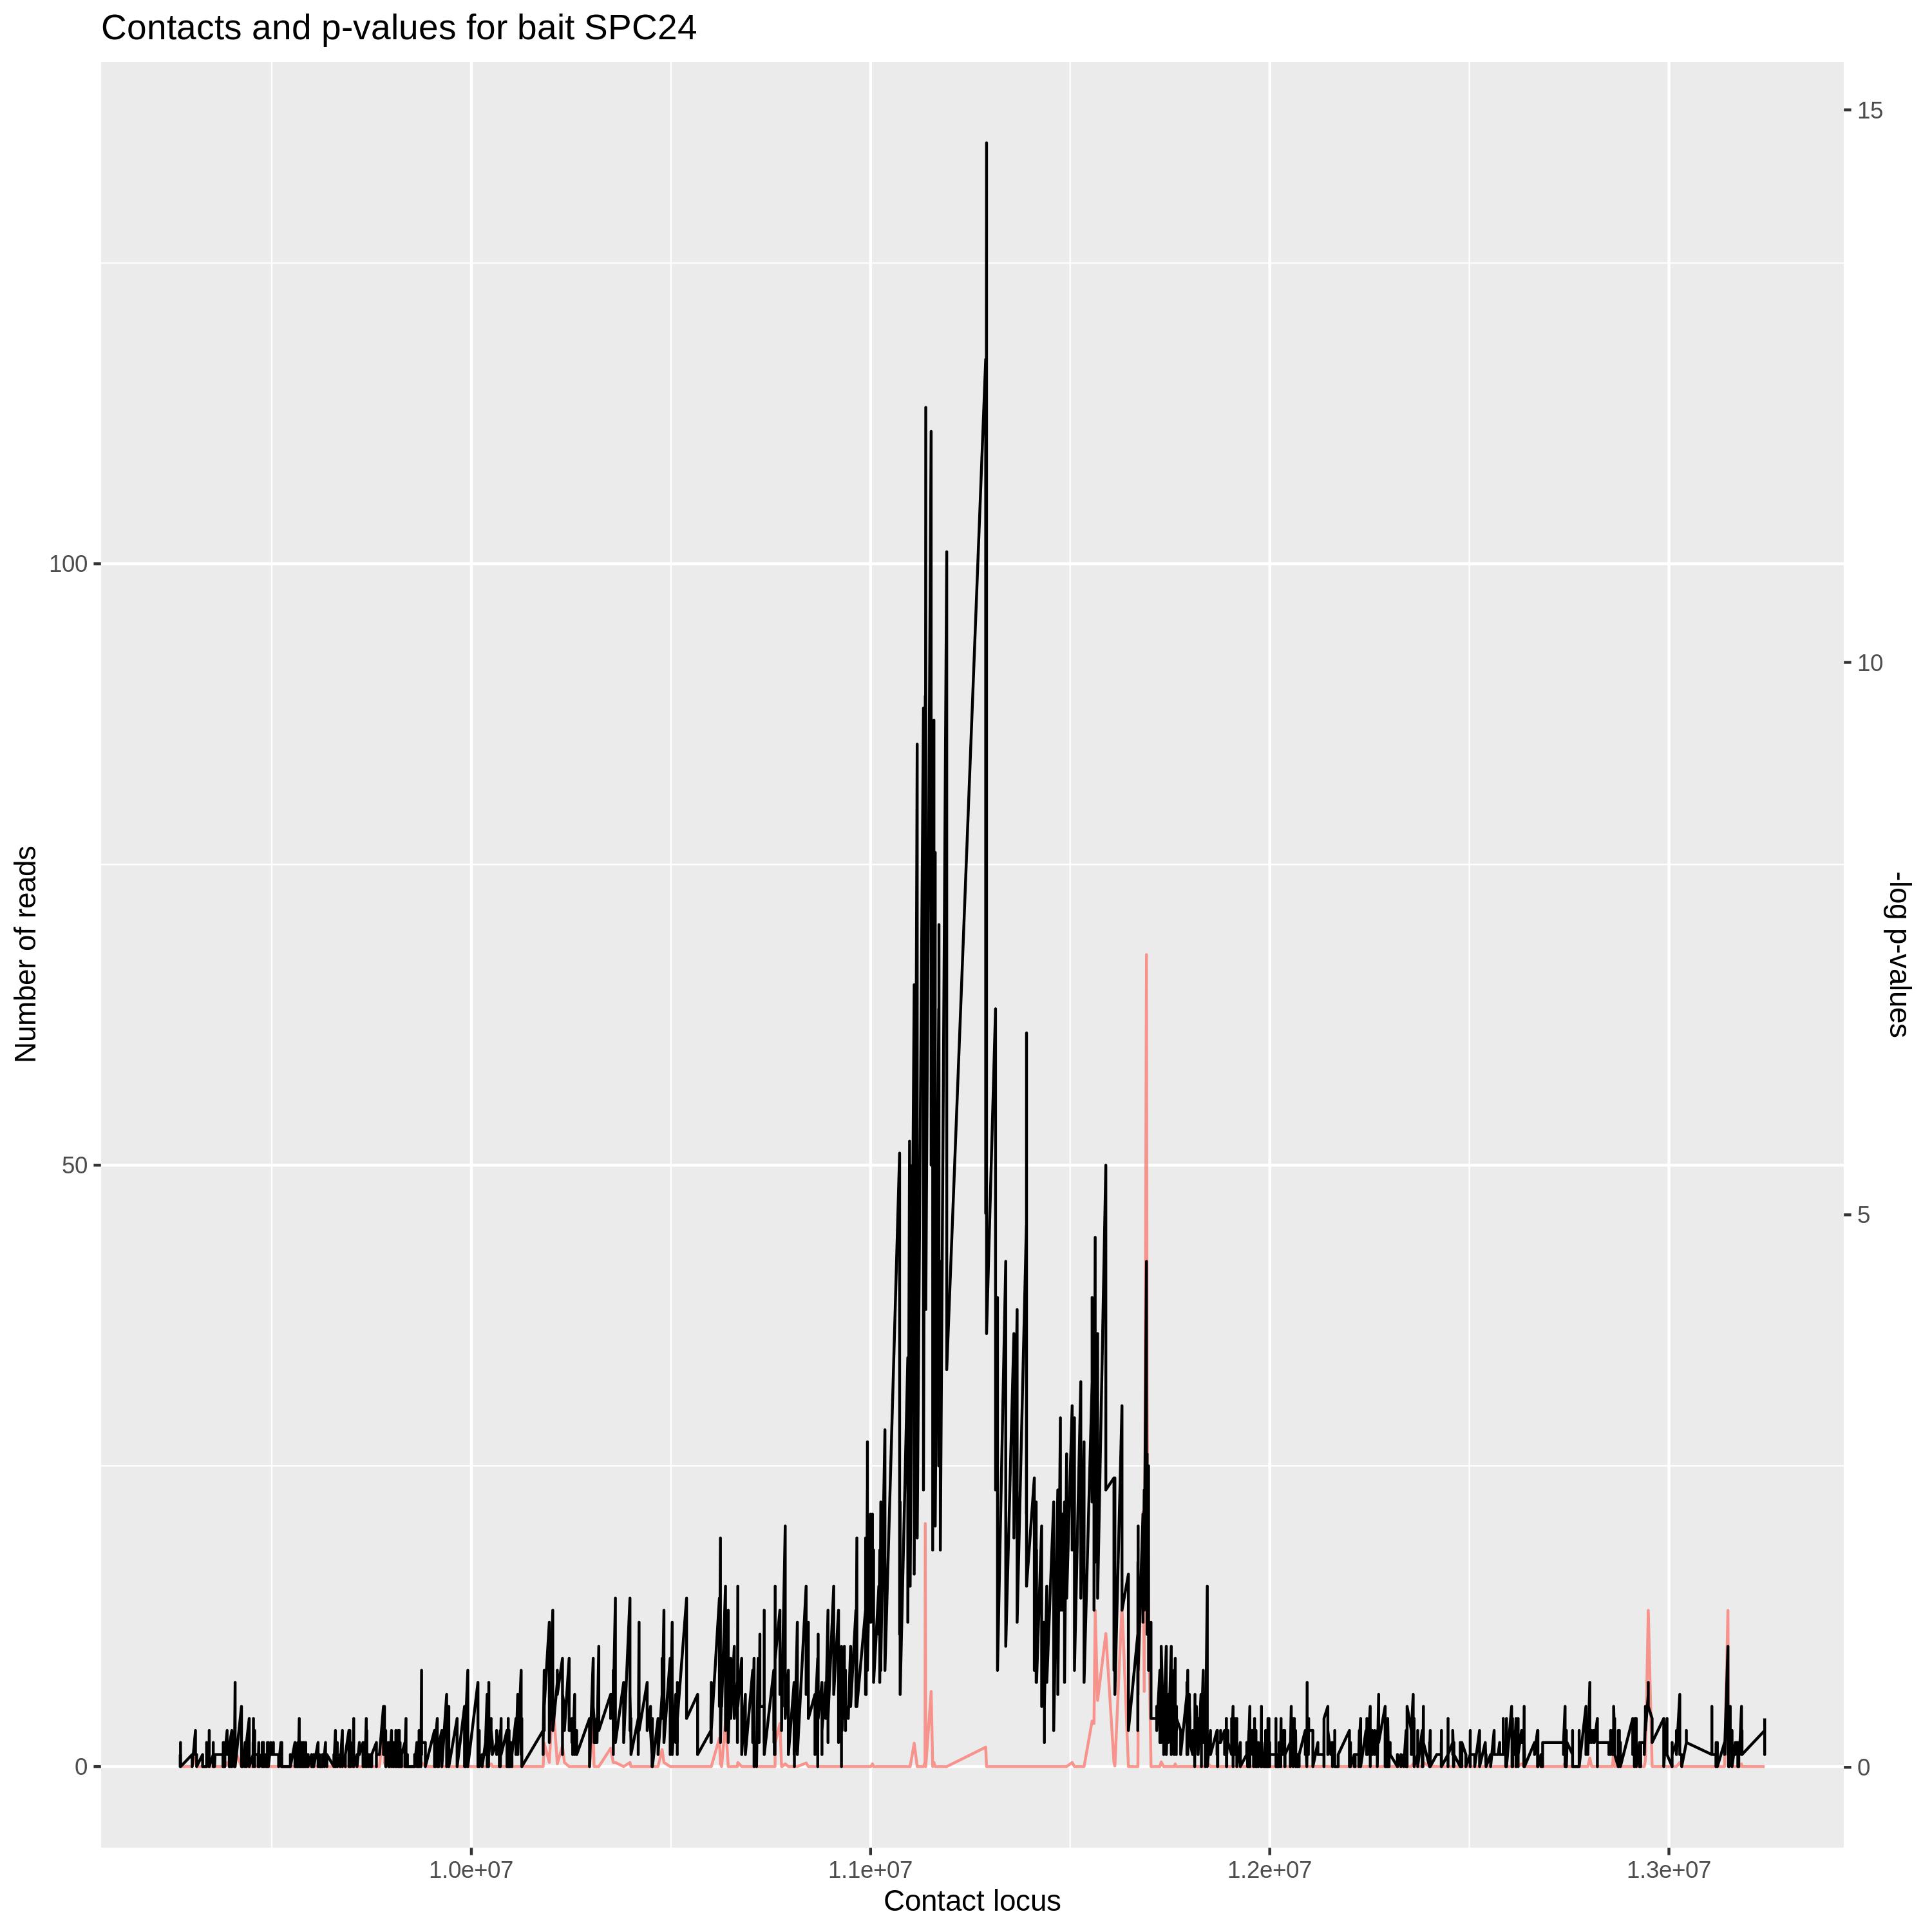 Contacts and p-values for bait SPC24
15
100
10
Number of reads
-log p-values
50
5
0
0
1.0e+07
1.1e+07
1.2e+07
1.3e+07
Contact locus